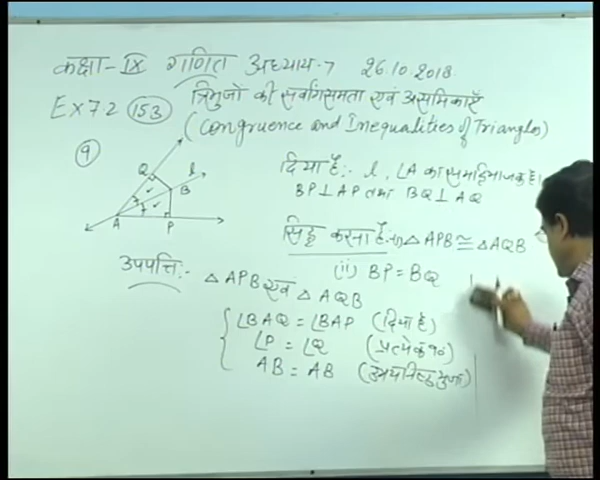 कक्षा-IX गणित अध्याय-7 26.10.2018.
Ex 7.2 (153) त्रिभुजों की सर्वांगसमता एवं असमिकाएँ
(Congruence and Inequalities of Triangles)
9
Q
l
B
A
P
दिया है:- l, ∠A का समद्विभाजक है।
BP⊥AP तथा BQ⊥AQ
सिद्ध करना है:- (i) △APB ≅ △AQB
(ii) BP = BQ
उपपत्ति:- △APB एवं △AQB
∠BAQ = ∠BAP (दिया है)
∠P = ∠Q (प्रत्येक 90)
AB = AB (उभयनिष्ठ भुजा)